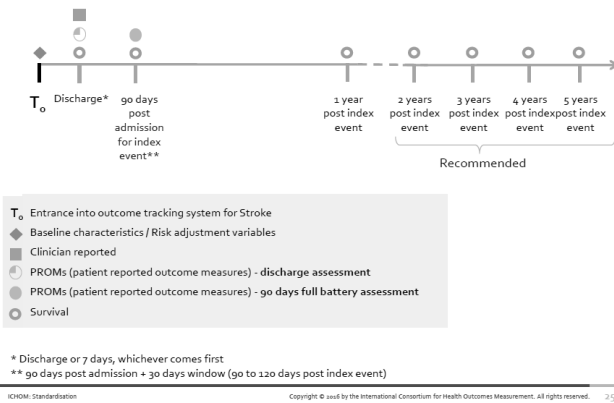 T₀
Discharge*
90 days
post
admission
for index
event**
1 year
post index
event
2 years
post index
event
3 years
post index
event
4 years
post index
event
5 years
post index
event
Recommended
T₀ Entrance into outcome tracking system for Stroke
Baseline characteristics / Risk adjustment variables
Clinician reported
PROMs (patient reported outcome measures) - discharge assessment
PROMs (patient reported outcome measures) - 90 days full battery assessment
Survival
* Discharge or 7 days, whichever comes first
** 90 days post admission + 30 days window (90 to 120 days post index event)
ICHOM: Standardisation
Copyright © 2016 by the International Consortium for Health Outcomes Measurement. All rights reserved. 25